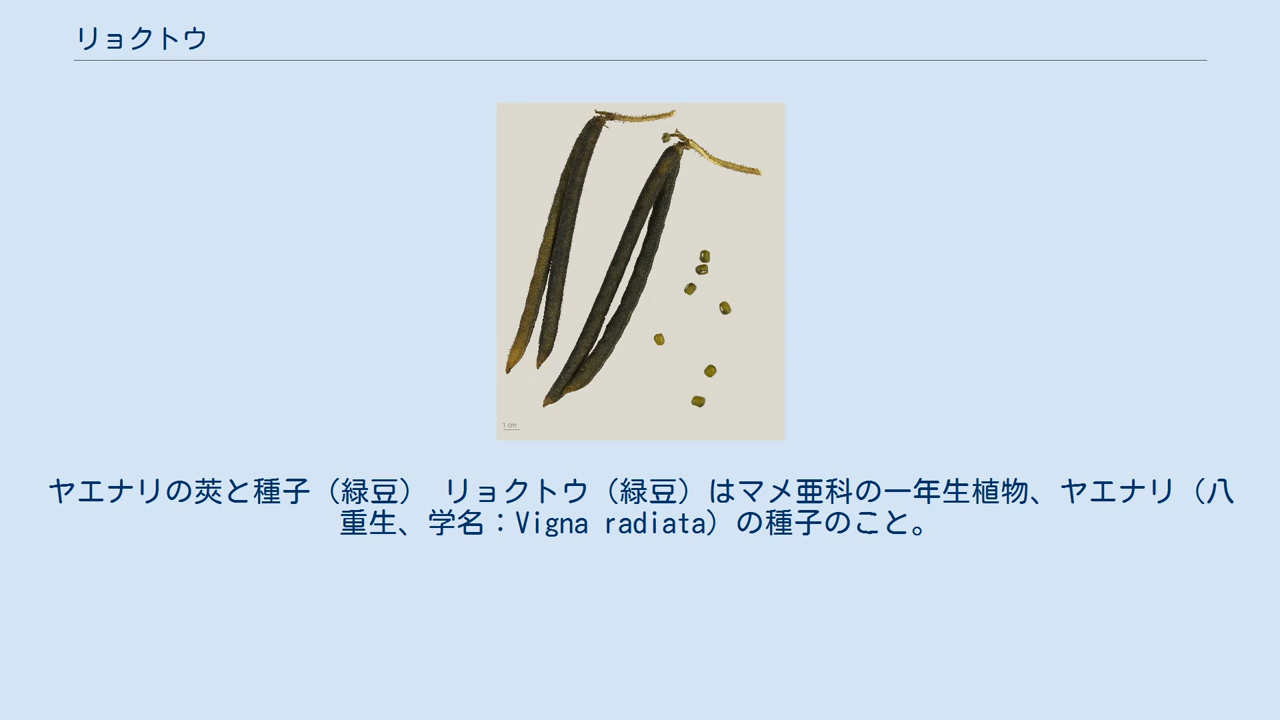 リョクトウ
1 cm
ヤエナリの莢と種子（緑豆）　リョクトウ（緑豆）はマメ亜科の一年生植物、ヤエナリ（八
重生、学名：Vigna radiata）の種子のこと。